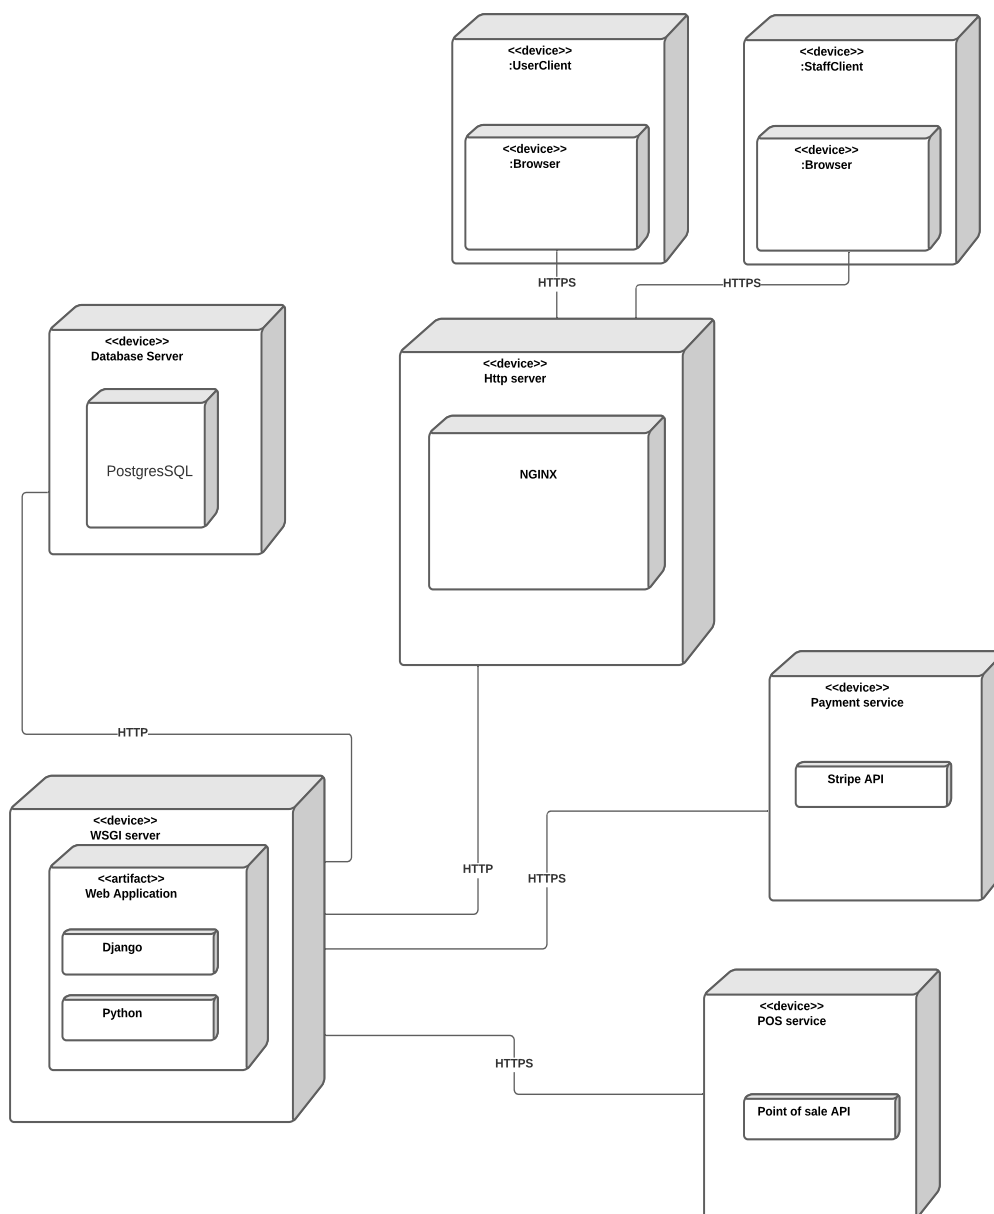 <<device>>
:UserClient
<<device>>
:Browser
<<device>>
:StaffClient
<<device>>
:Browser
HTTPS
HTTPS
<<device>>
Database Server
PostgresSQL
<<device>>
Http server
NGINX
HTTP
<<device>>
WSGI server
<<artifact>>
Web Application
Django
Python
HTTP
HTTPS
<<device>>
Payment service
Stripe API
HTTPS
<<device>>
POS service
Point of sale API